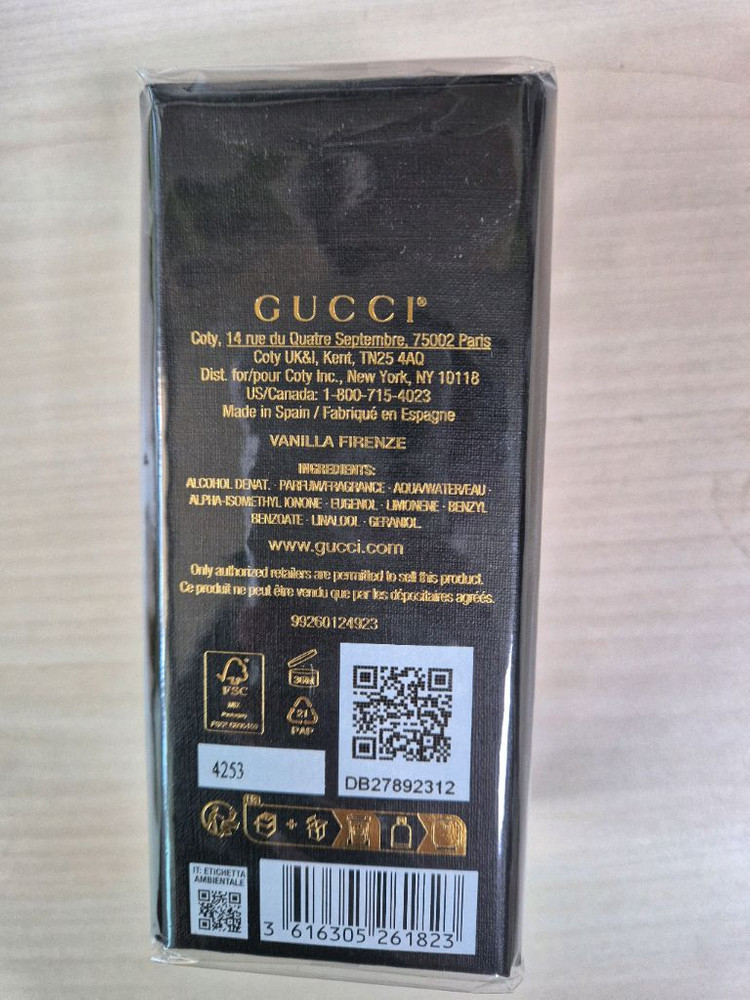 GUCCI®
Coty, 14 rue du Quatre Septembre, 75002 Paris
Coty UK&I, Kent, TN25 4AQ
Dist. for/pour Coty Inc., New York, NY 10118
US/Canada: 1-800-715-4023
Made in Spain / Fabriqué en Espagne
VANILLA FIRENZE
INGREDIENTS:
ALCOHOL DENAT. · PARFUM/FRAGRANCE · AQUA/WATER/EAU ·
ALPHA-ISOMETHYL IONONE · EUGENOL · LIMONENE · BENZYL
BENZOATE · LINALOOL · GERANIOL.
www.gucci.com
Only authorized retailers are permitted to sell this product.
Ce produit ne peut être vendu que par les dépositaires agréés.
99260124923
FSC
MIX
36M
21
PAP
4253
DB27892312
IT: ETICHETTA
AMBIENTALE
3 616305 261823